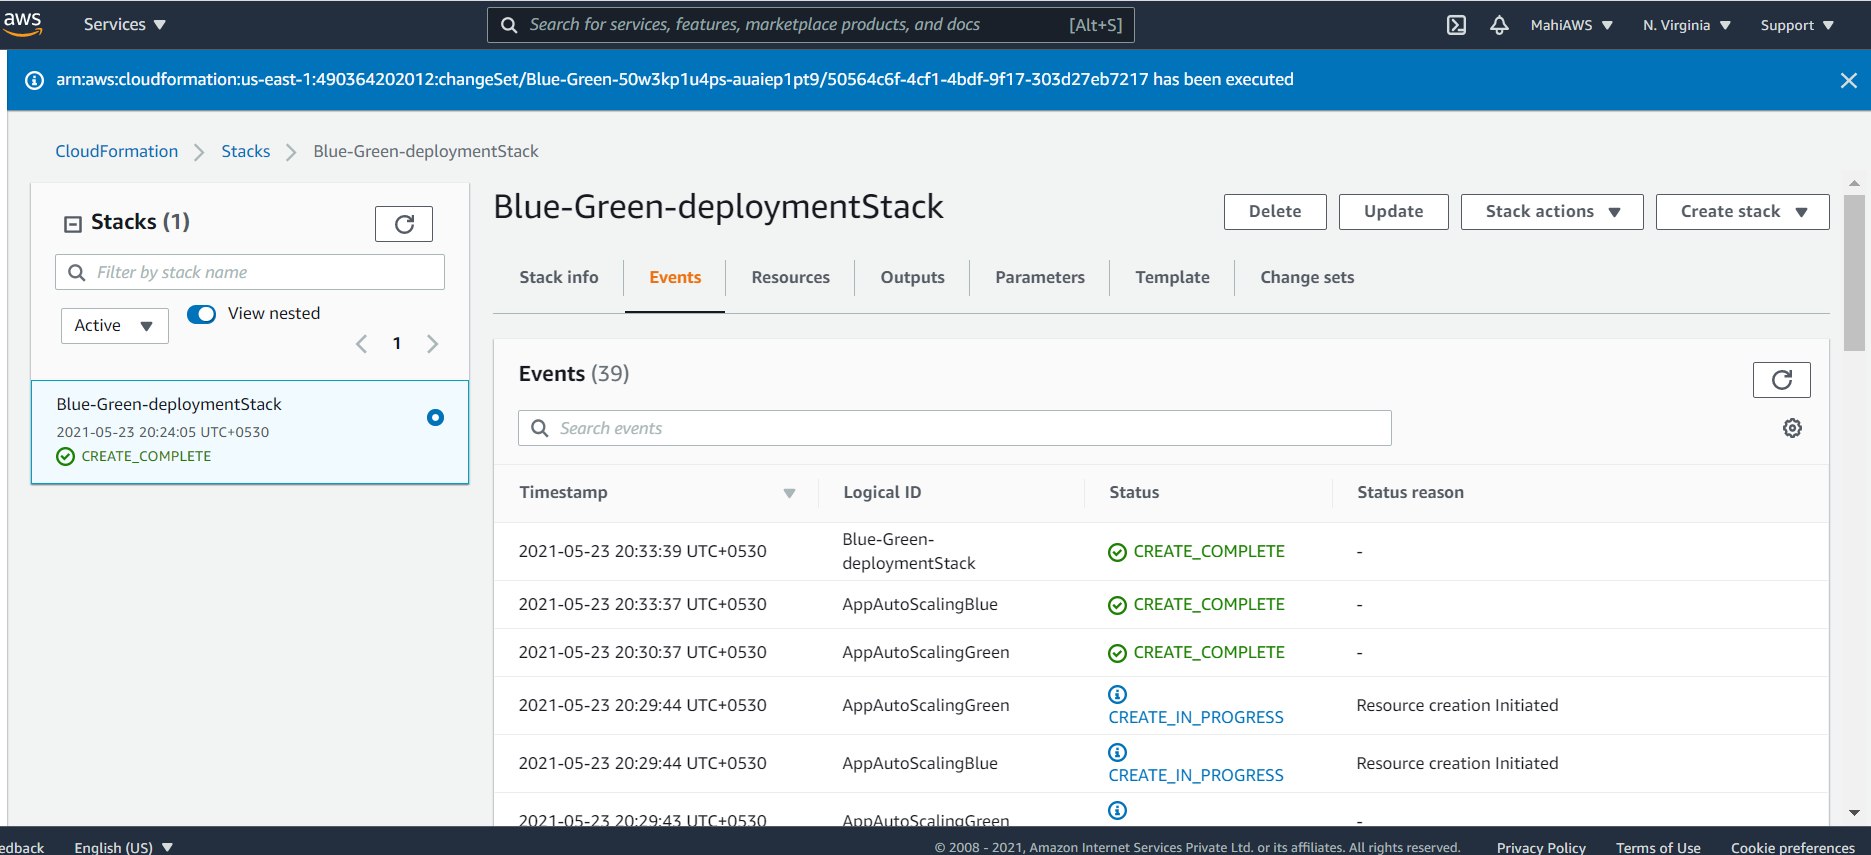 aws Services Search for services, features, marketplace products, and docs [Alt+S] MahiAWS N. Virginia Support
arn:aws:cloudformation:us-east-1:490364202012:changeSet/Blue-Green-50w3kp1u4ps-auaiep1pt9/50564c6f-4cf1-4bdf-9f17-303d27eb7217 has been executed
CloudFormation Stacks Blue-Green-deploymentStack
Stacks (1)
Filter by stack name
Active View nested
1
Blue-Green-deploymentStack
2021-05-23 20:24:05 UTC+0530
CREATE_COMPLETE
Blue-Green-deploymentStack
Delete Update Stack actions Create stack
Stack info Events Resources Outputs Parameters Template Change sets
Events (39)
Search events
Timestamp Logical ID Status Status reason
2021-05-23 20:33:39 UTC+0530 Blue-Green-deploymentStack CREATE_COMPLETE -
2021-05-23 20:33:37 UTC+0530 AppAutoScalingBlue CREATE_COMPLETE -
2021-05-23 20:30:37 UTC+0530 AppAutoScalingGreen CREATE_COMPLETE -
2021-05-23 20:29:44 UTC+0530 AppAutoScalingGreen CREATE_IN_PROGRESS Resource creation Initiated
2021-05-23 20:29:44 UTC+0530 AppAutoScalingBlue CREATE_IN_PROGRESS Resource creation Initiated
2021-05-23 20:29:43 UTC+0530 AppAutoScalingGreen -
edback English (US) © 2008 - 2021, Amazon Internet Services Private Ltd. or its affiliates. All rights reserved. Privacy Policy Terms of Use Cookie preferences